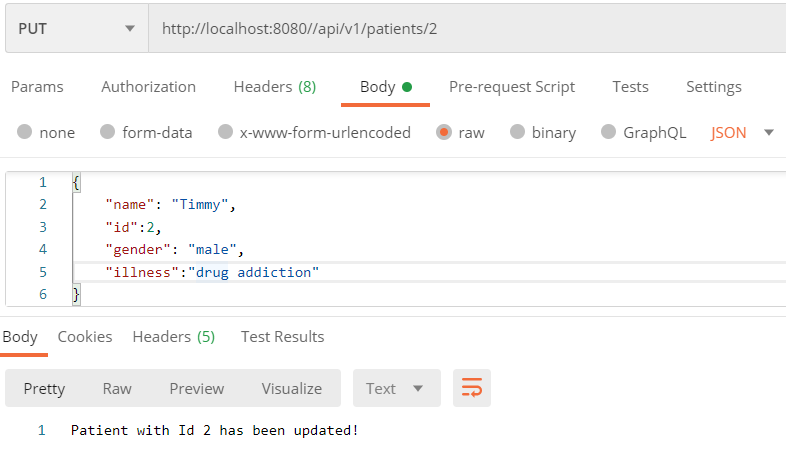 PUT http://localhost:8080//api/v1/patients/2
Params Authorization Headers (8) Body Pre-request Script Tests Settings
none form-data x-www-form-urlencoded raw binary GraphQL JSON
1 {
2 "name": "Timmy",
3 "id":2,
4 "gender": "male",
5 "illness":"drug addiction"
6 }
Body Cookies Headers (5) Test Results
Pretty Raw Preview Visualize Text
1 Patient with Id 2 has been updated!